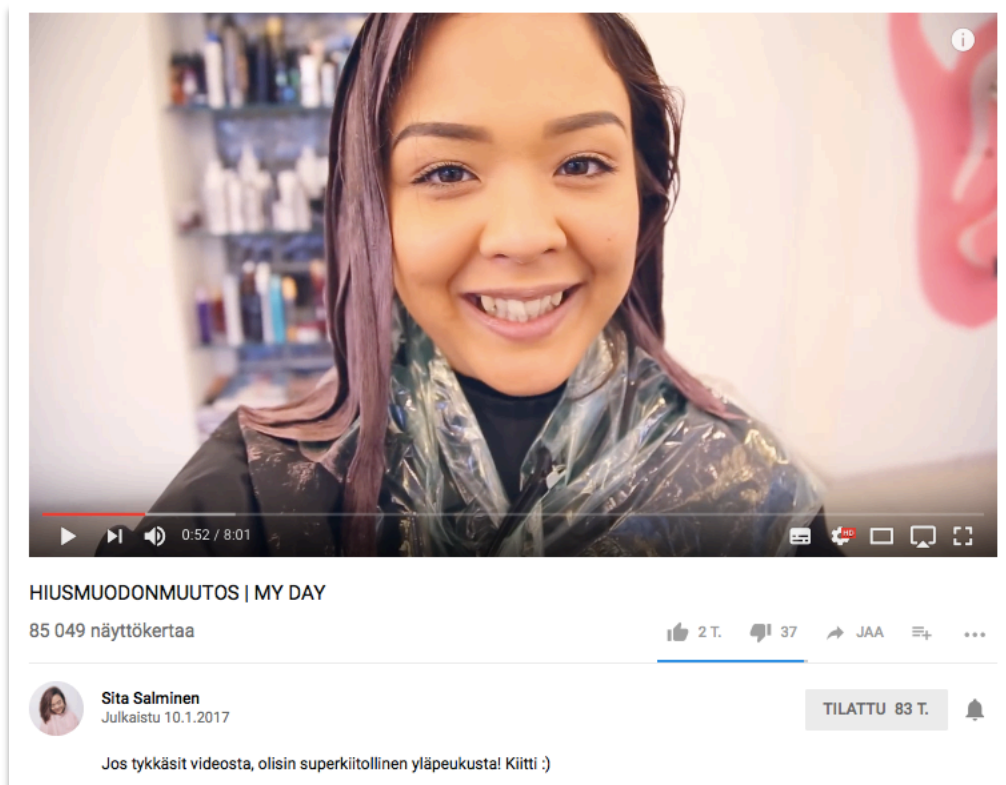 0:52 / 8:01
HD
HIUSMUODONMUUTOS | MY DAY
85 049 näyttökertaa
2 T. 37 JAA
Sita Salminen
Julkaistu 10.1.2017
TILATTU 83 T.
Jos tykkäsit videosta, olisin superkiitollinen yläpeukusta! Kiitti :)